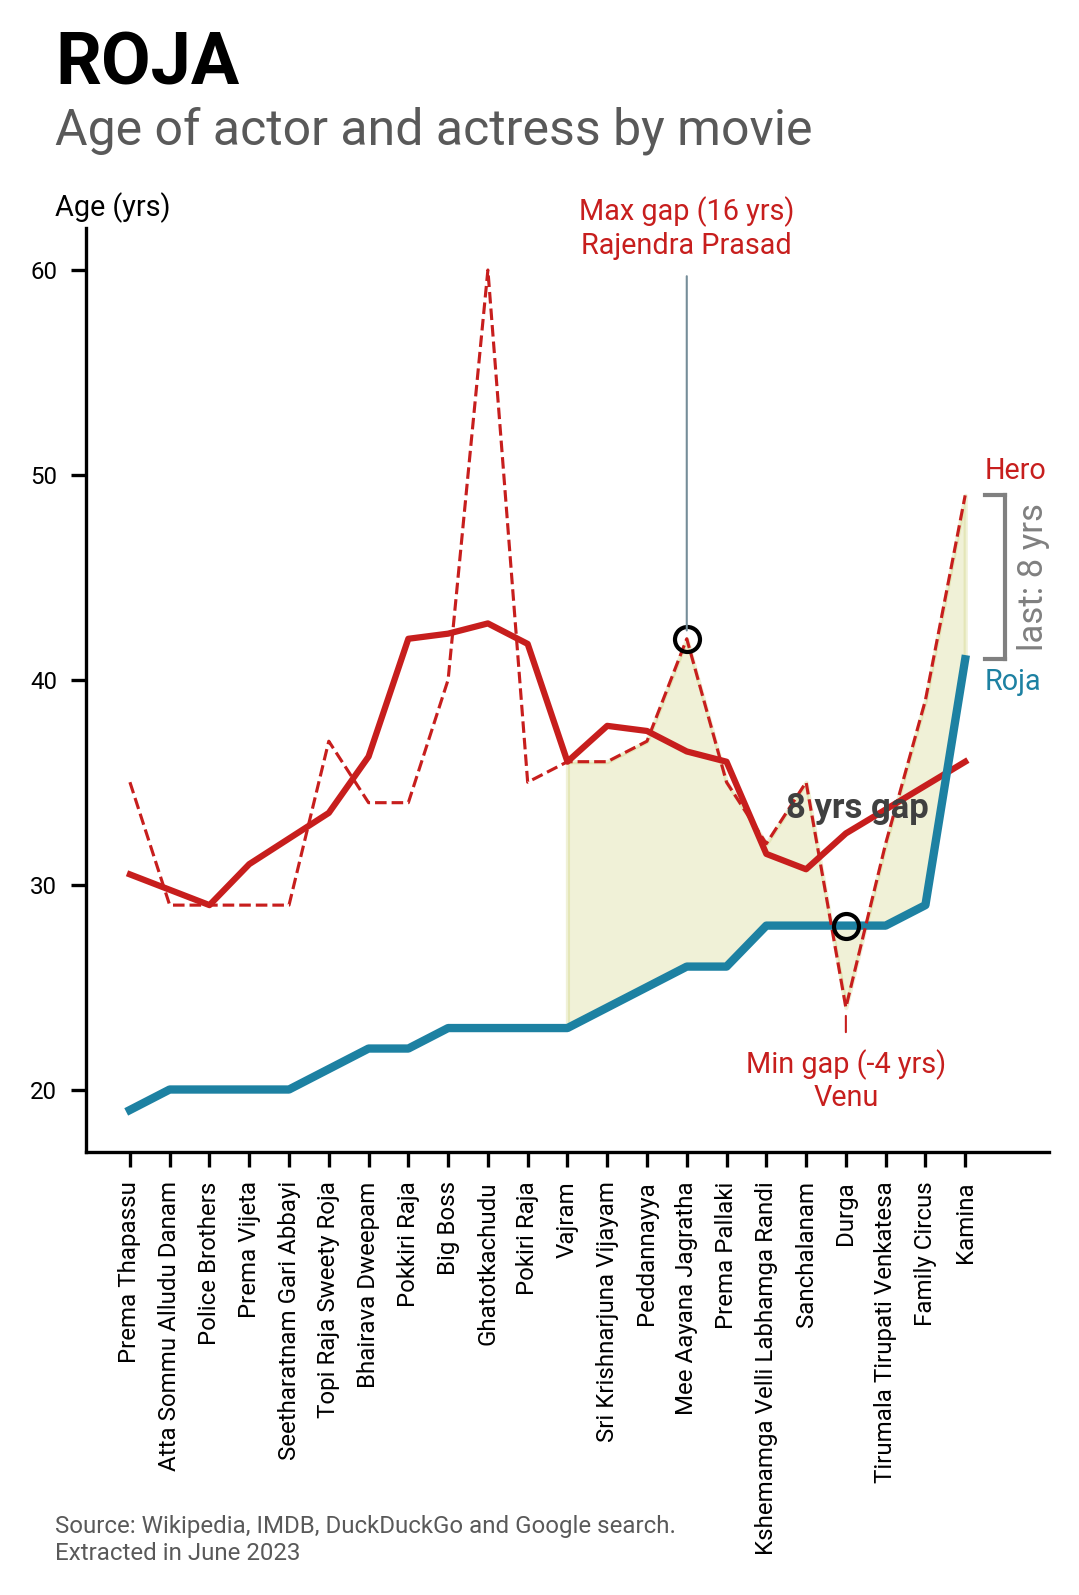 ROJA
Age of actor and actress by movie
Age (yrs)
Max gap (16 yrs)
Rajendra Prasad
60
50
40
30
20
Hero
last: 8 yrs
Roja
8 yrs gap
Min gap (-4 yrs)
Venu
Prema Thapassu
Atta Sommu Alludu Danam
Police Brothers
Prema Vijeta
Seetharatnam Gari Abbayi
Topi Raja Sweety Roja
Bhairava Dweepam
Pokkiri Raja
Big Boss
Ghatotkachudu
Pokiri Raja
Vajram
Sri Krishnarjuna Vijayam
Peddannayya
Mee Aayana Jagratha
Prema Pallaki
Kshemamga Velli Labhamga Randi
Sanchalanam
Durga
Tirumala Tirupati Venkatesa
Family Circus
Kamina
Source: Wikipedia, IMDB, DuckDuckGo and Google search.
Extracted in June 2023